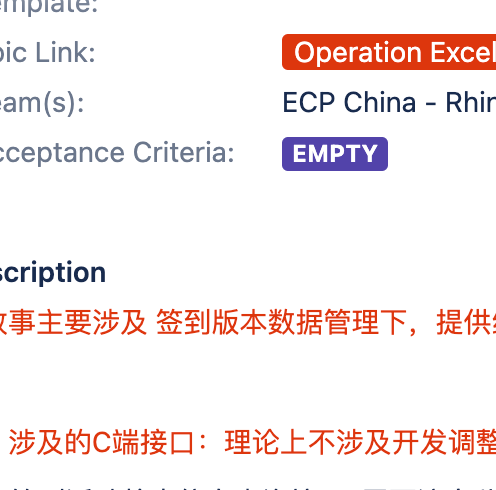 emplate:
pic Link: Operation Excel
eam(s): ECP China - Rhin
cceptance Criteria: EMPTY
scription
故事主要涉及 签到版本数据管理下，提供
涉及的C端接口：理论上不涉及开发调整